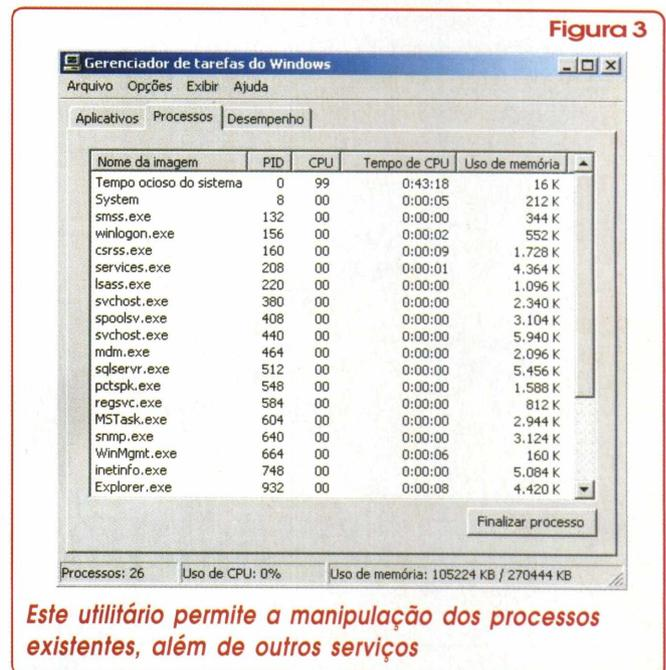 Figura 3
Gerenciador de tarefas do Windows
Arquivo Opções Exibir Ajuda
Aplicativos Processos Desempenho
Nome da imagem PID CPU Tempo de CPU Uso de memória
Tempo ocioso do sistema 0 99 0:43:18 16 K
System 8 00 0:00:05 212 K
smss.exe 132 00 0:00:00 344 K
winlogon.exe 156 00 0:00:02 552 K
csrss.exe 160 00 0:00:09 1.728 K
services.exe 208 00 0:00:01 4.364 K
lsass.exe 220 00 0:00:00 1.096 K
svchost.exe 380 00 0:00:00 2.340 K
spoolsv.exe 408 00 0:00:00 3.104 K
svchost.exe 440 00 0:00:00 5.940 K
mdm.exe 464 00 0:00:00 2.096 K
sqlservr.exe 512 00 0:00:00 5.456 K
pctspk.exe 548 00 0:00:00 1.588 K
regsvc.exe 584 00 0:00:00 812 K
MSTask.exe 604 00 0:00:00 2.944 K
snmp.exe 640 00 0:00:00 3.124 K
WinMgmt.exe 664 00 0:00:06 160 K
inetinfo.exe 748 00 0:00:00 5.084 K
Explorer.exe 932 00 0:00:08 4.420 K
Finalizar processo
Processos: 26 Uso de CPU: 0% Uso de memória: 105224 KB / 270444 KB
Este utilitário permite a manipulação dos processos
existentes, além de outros serviços